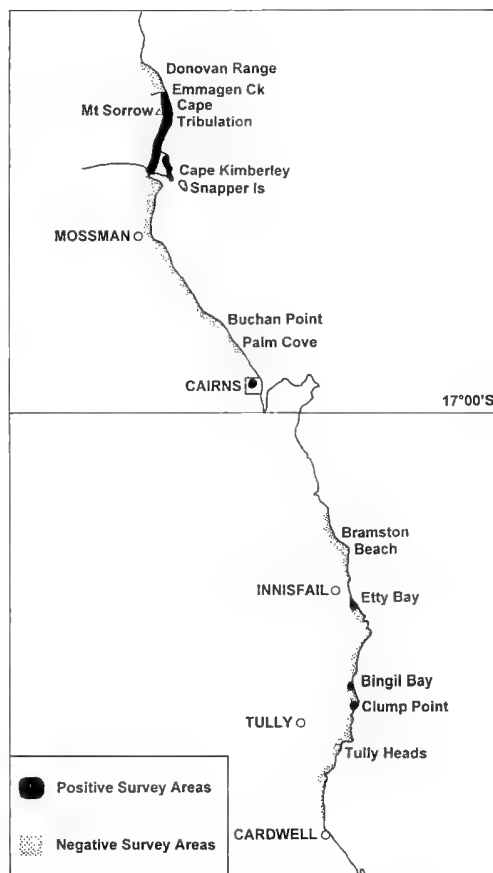 Donovan Range
Emmagen Ck
Mt Sorrow
Cape
Tribulation
Cape Kimberley
Snapper Is
MOSSMAN
Buchan Point
Palm Cove
CAIRNS
17°00'S
Bramston
Beach
INNISFAIL
Etty Bay
Bingil Bay
Clump Point
TULLY
Tully Heads
Positive Survey Areas
Negative Survey Areas
CARDWELL